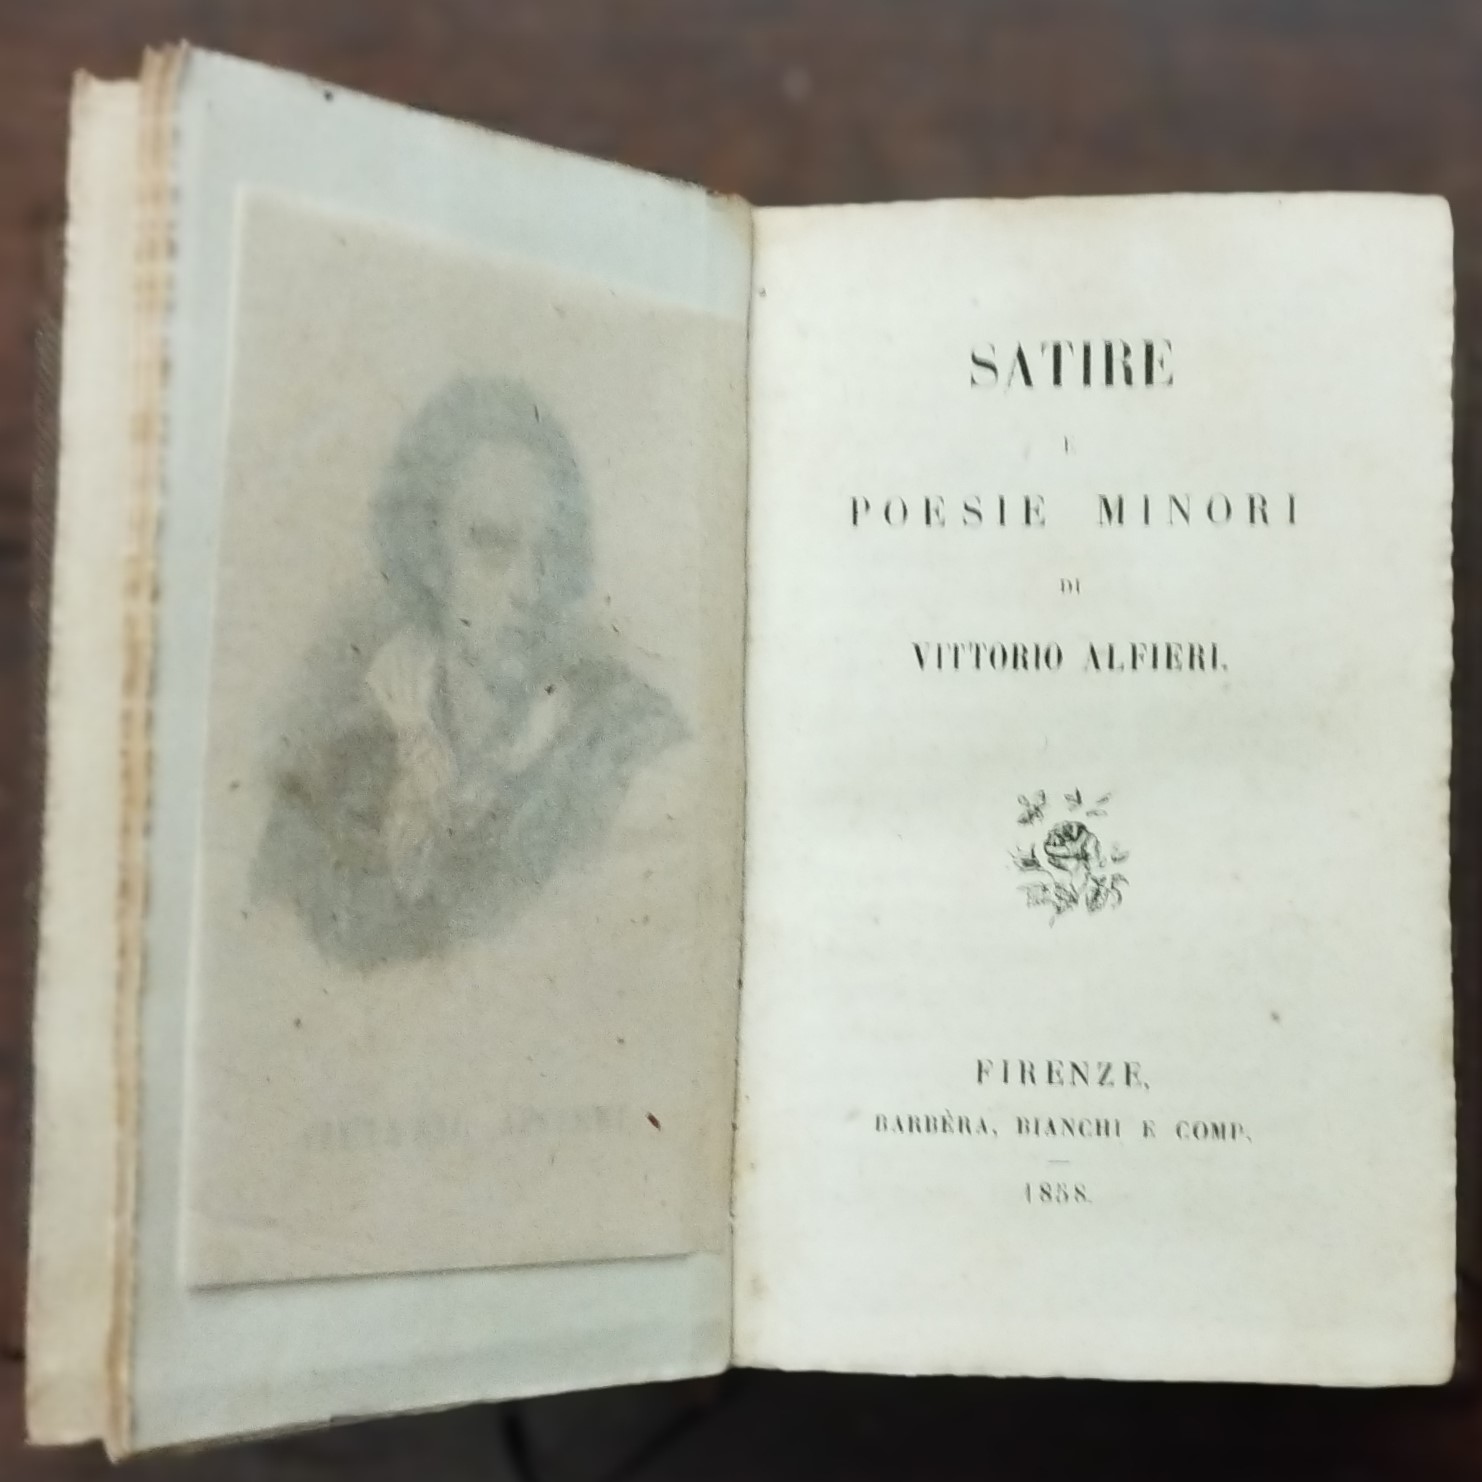 SATIRE
E
POESIE MINORI
DI
VITTORIO ALFIERI.
FIRENZE,
BARBÈRA, BIANCHI E COMP.
1858.